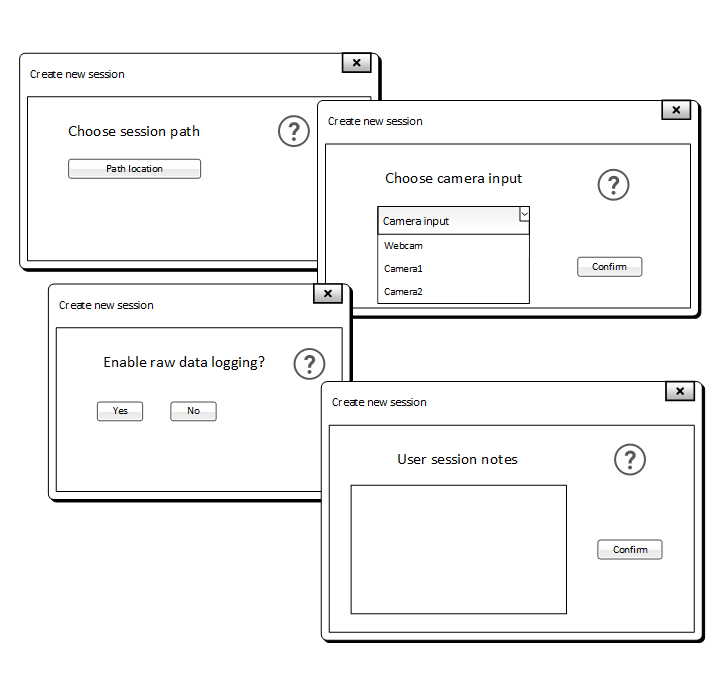 Create new session
Choose session path
?
Path location
Create new session
Choose camera input
?
Camera input
Webcam
Camera1
Camera2
Confirm
Create new session
Enable raw data logging?
?
Yes
No
Create new session
User session notes
?
Confirm